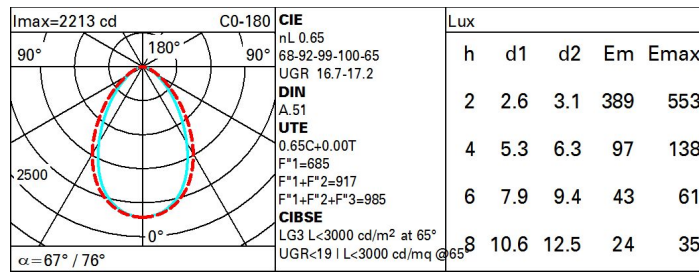 Imax=2213 cd C0-180
90° 180° 90°
2500
0°
α=67° / 76°
CIE
nL 0.65
68-92-99-100-65
UGR 16.7-17.2
DIN
A.51
UTE
0.65C+0.00T
F"1=685
F"1+F"2=917
F"1+F"2+F"3=985
CIBSE
LG3 L<3000 cd/m² at 65°
UGR<19 | L<3000 cd/mq @65°
Lux
h d1 d2 Em Emax
2 2.6 3.1 389 553
4 5.3 6.3 97 138
6 7.9 9.4 43 61
8 10.6 12.5 24 35